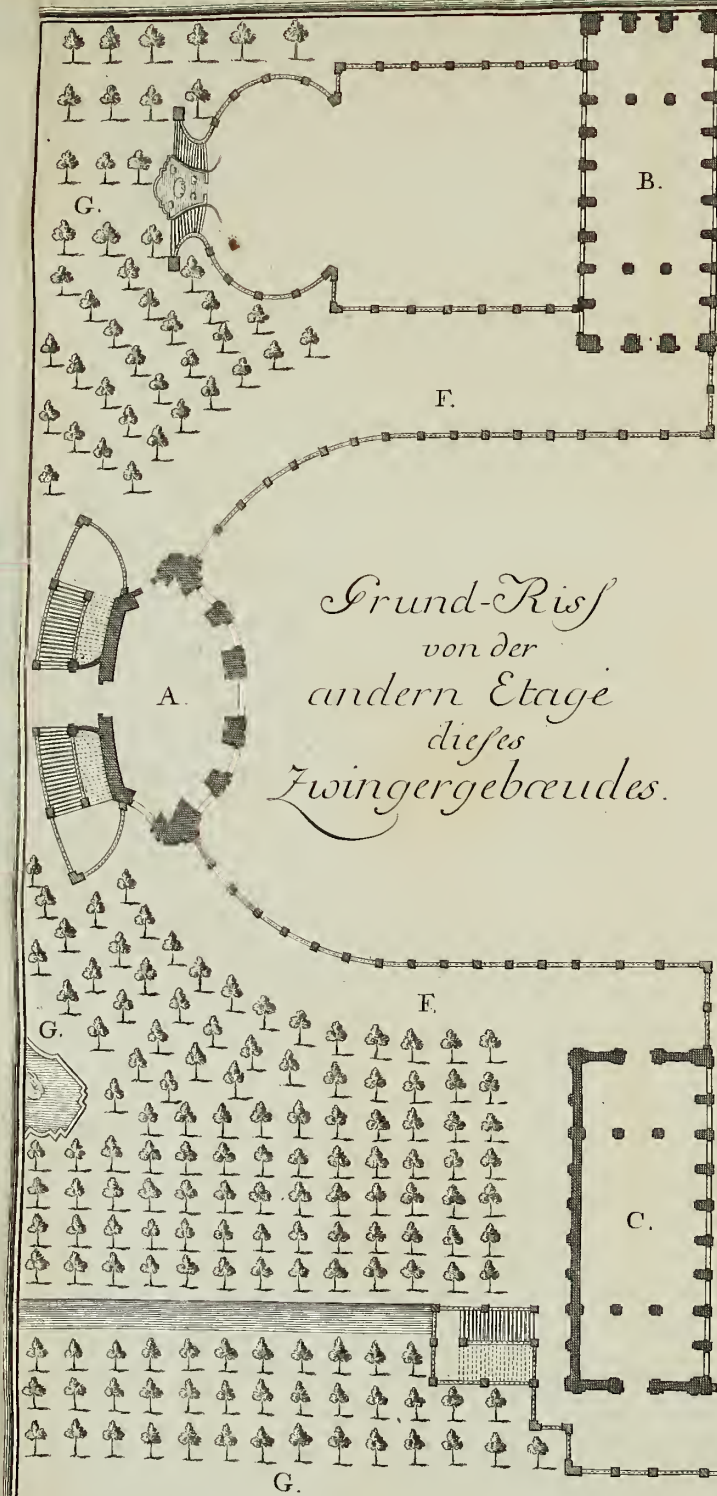 B.
G.
F.
Grund-Riss
von der
andern Etage
A.
dieses
Zwingergebœudes.
F.
G.
C.
G.